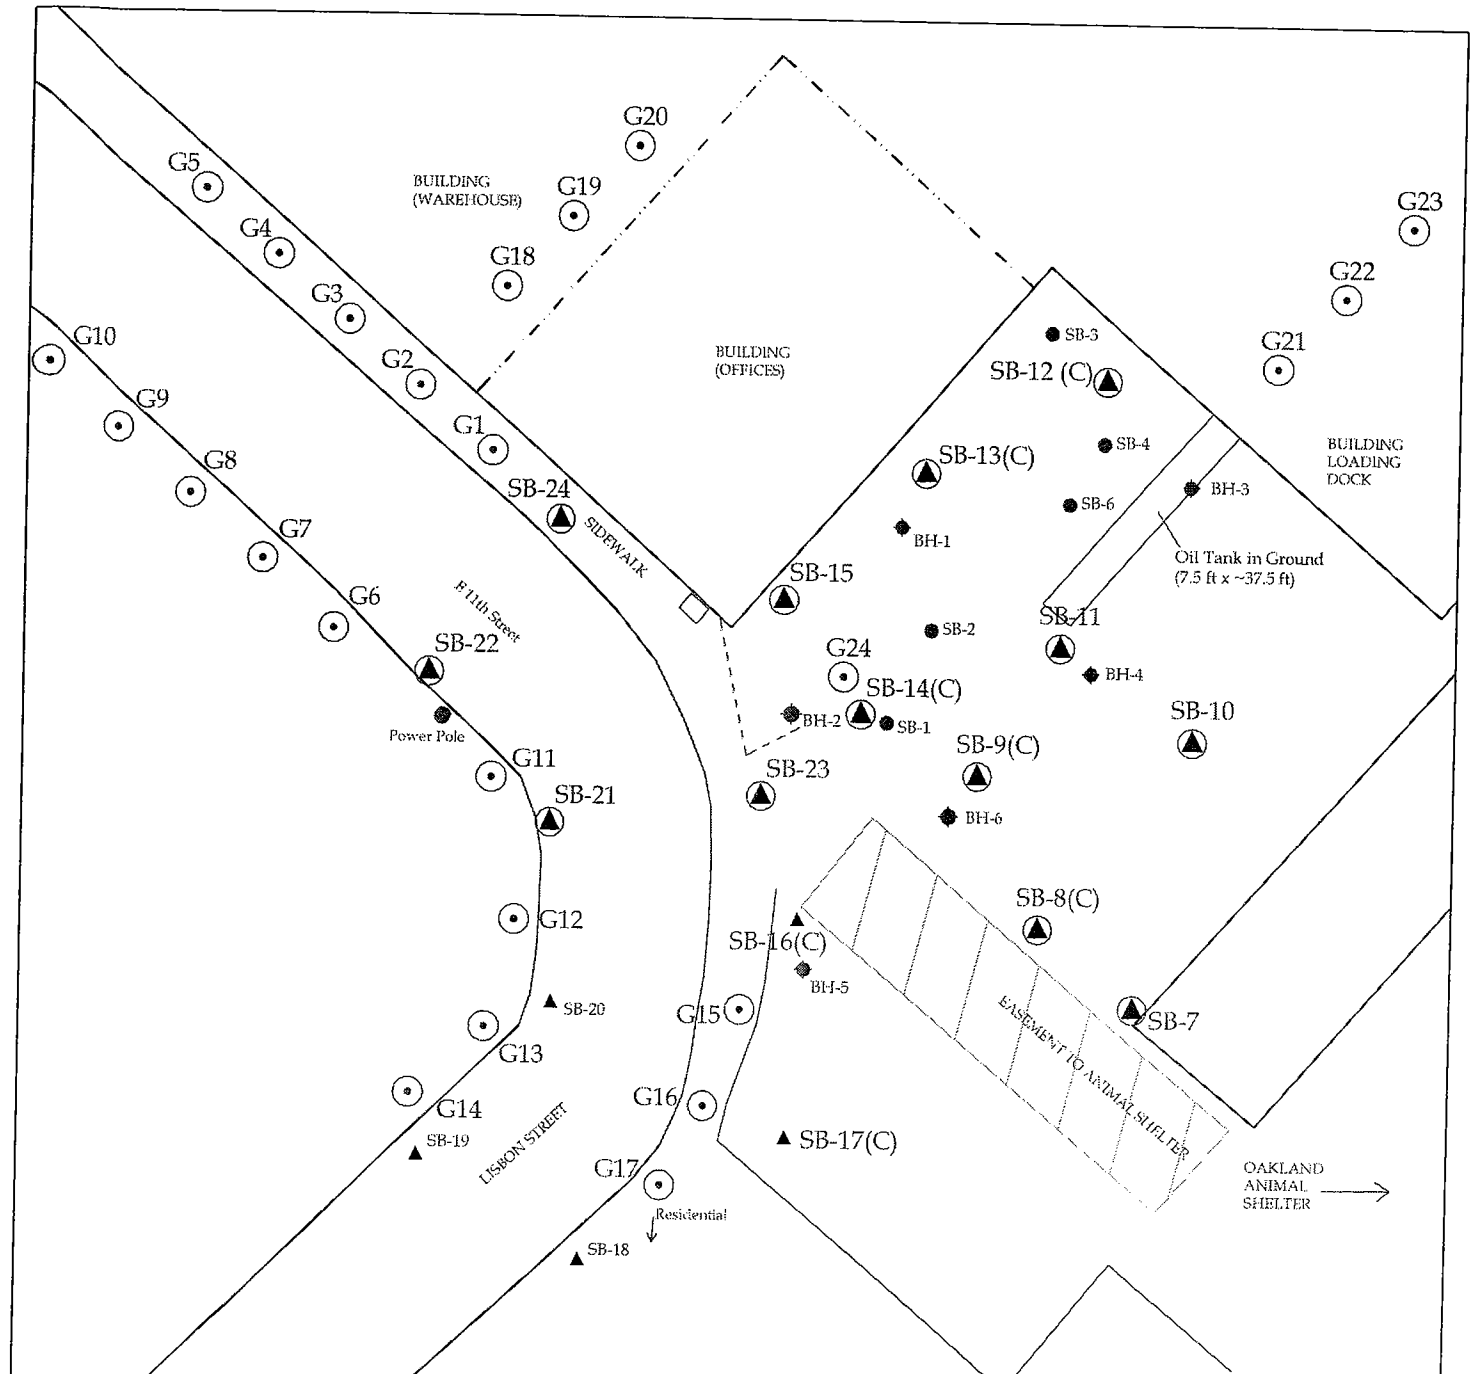 G20
G5
BUILDING
(WAREHOUSE)
G19
G23
G4
G18
G22
G3
G10
SB-3
G21
G2
BUILDING
(OFFICES)
SB-12 (C)
G9
G1
SB-4
BUILDING
LOADING
DOCK
SB-13(C)
G8
SB-24
SB-6
BH-3
SIDEWALK
G7
BH-1
Oil Tank in Ground
(7.5 ft x ~37.5 ft)
SB-15
G6
E 11th Street
SB-11
SB-2
SB-22
G24
BH-4
SB-14(C)
Power Pole
BH-2
SB-1
SB-10
G11
SB-9(C)
SB-23
SB-21
BH-6
SB-8(C)
G12
SB-16(C)
BH-5
SB-20
G15
EASEMENT TO ANIMAL SHELTER
SB-7
G13
G16
G14
SB-19
LISBON STREET
SB-17(C)
G17
OAKLAND
ANIMAL
SHELTER
Residential
SB-18